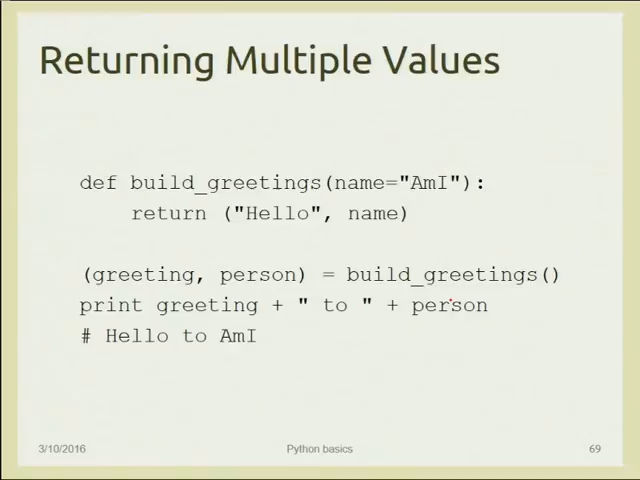 Returning Multiple Values
def build_greetings(name="AmI"):
return ("Hello", name)
(greeting, person) = build_greetings()
print greeting + " to " + person
# Hello to AmI
3/10/2016
Python basics
69